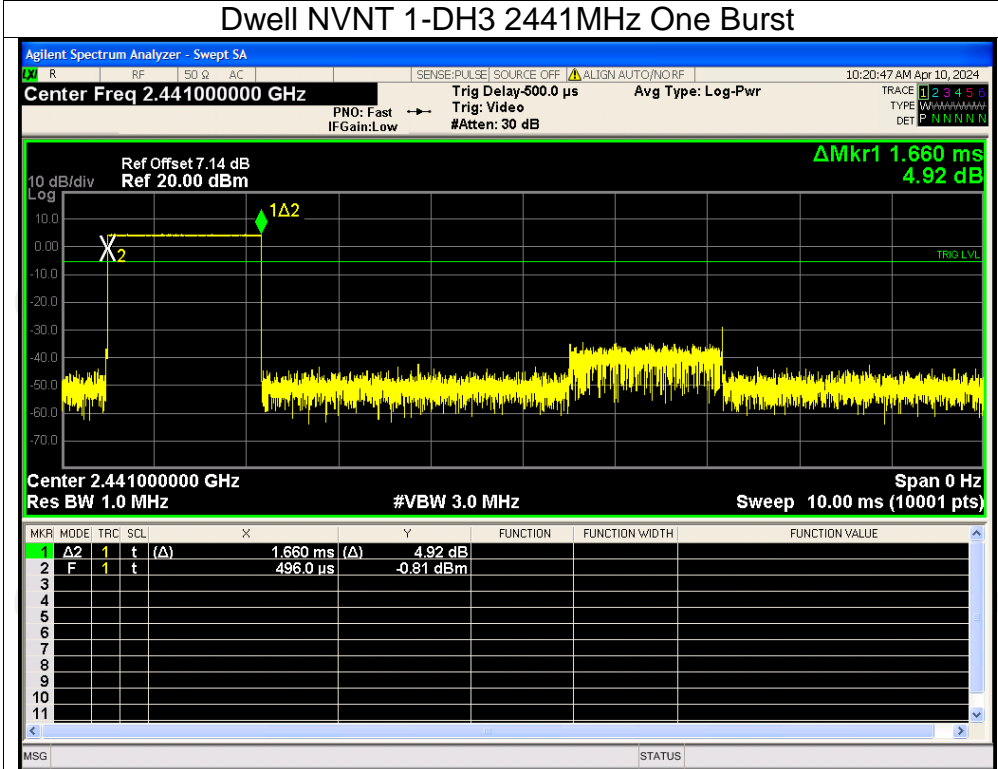 Dwell NVNT 1-DH3 2441MHz One Burst
Agilent Spectrum Analyzer - Swept SA
LXI R RF 50 Ω AC SENSE:PULSE SOURCE OFF ALIGN AUTO/NO RF 10:20:47 AM Apr 10, 2024
Center Freq 2.441000000 GHz Trig Delay-500.0 µs Avg Type: Log-Pwr TRACE 1 2 3 4 5 6
PNO: Fast Trig: Video TYPE W
IFGain:Low #Atten: 30 dB DET P N N N N N
ΔMkr1 1.660 ms
4.92 dB
Ref Offset 7.14 dB
10 dB/div Ref 20.00 dBm
Log
10.0
0.00
-10.0
-20.0
-30.0
-40.0
-50.0
-60.0
-70.0
1Δ2
2
TRIG LVL
Center 2.441000000 GHz Span 0 Hz
Res BW 1.0 MHz #VBW 3.0 MHz Sweep 10.00 ms (10001 pts)
MKR MODE TRC SCL X Y FUNCTION FUNCTION WIDTH FUNCTION VALUE
1 Δ2 1 t (Δ) 1.660 ms (Δ) 4.92 dB
2 F 1 t 496.0 µs -0.81 dBm
3
4
5
6
7
8
9
10
11
MSG STATUS